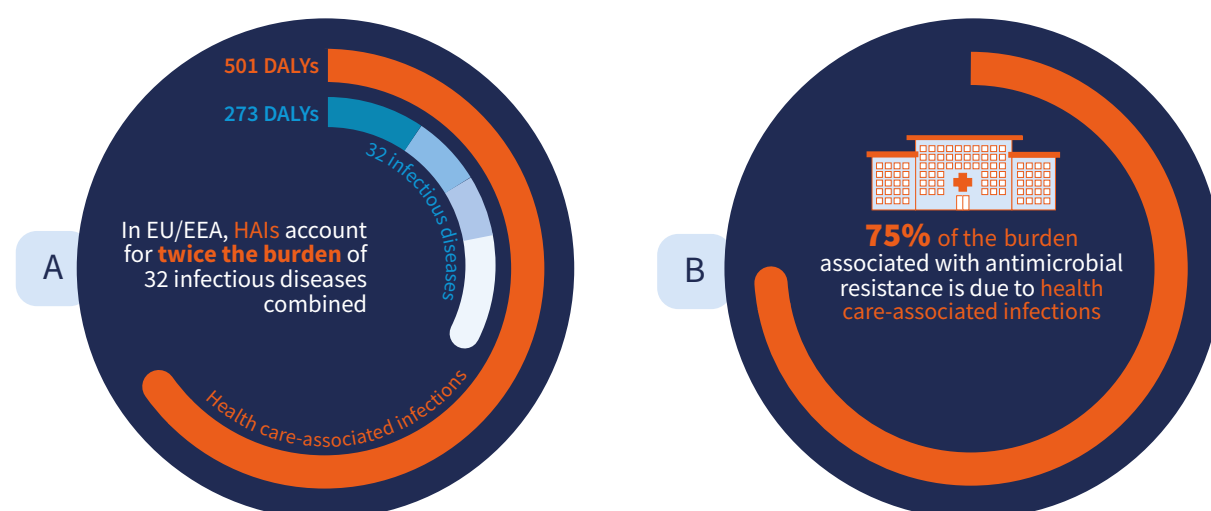 501 DALYs
273 DALYs
32 infectious diseases
In EU/EEA, HAIs account
for twice the burden of
32 infectious diseases
combined
Health care-associated infections
A
75% of the burden
associated with antimicrobial
resistance is due to health
care-associated infections
B